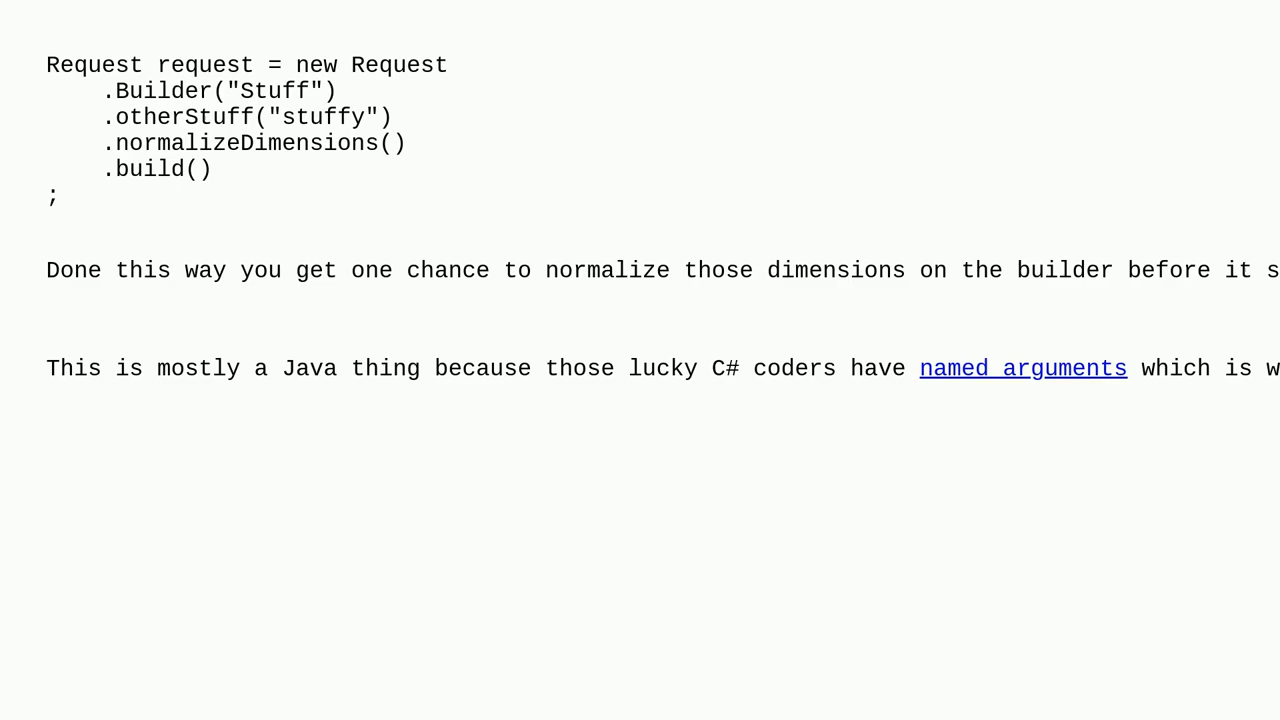 Request request = new Request
    .Builder("Stuff")
    .otherStuff("stuffy")
    .normalizeDimensions()
    .build()
;
Done this way you get one chance to normalize those dimensions on the builder before it
This is mostly a Java thing because those lucky C# coders have named arguments which is